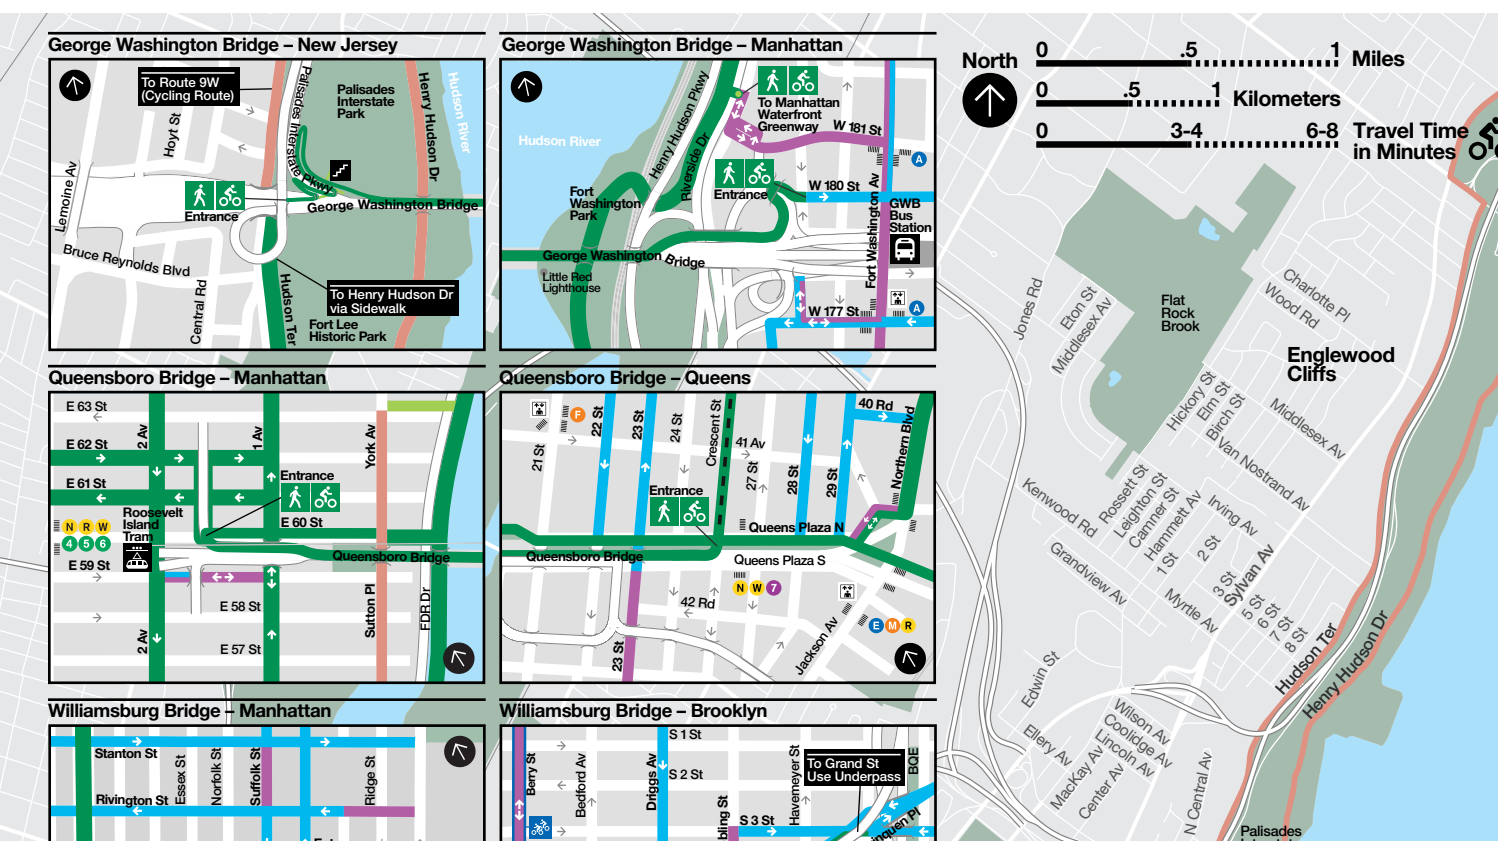 George Washington Bridge – New Jersey
To Route 9W
(Cycling Route)
Palisades
Interstate
Park
Palisades Interstate Pkwy
Henry Hudson Dr
Hudson River
Hoyt St
Lemoine Av
Entrance
George Washington Bridge
Bruce Reynolds Blvd
Central Rd
Hudson Ter
To Henry Hudson Dr
via Sidewalk
Fort Lee
Historic Park
George Washington Bridge – Manhattan
Hudson River
Henry Hudson Pkwy
Riverside Dr
To Manhattan
Waterfront
Greenway
W 181 St
A
Entrance
W 180 St
Fort
Washington
Park
Fort Washington Av
GWB
Bus
Station
George Washington Bridge
Little Red
Lighthouse
W 177 St
A
North
0 .5 1 Miles
0 .5 1 Kilometers
0 3-4 6-8 Travel Time
in Minutes
Queensboro Bridge – Manhattan
E 63 St
2 Av
1 Av
York Av
E 62 St
E 61 St
Entrance
Roosevelt
Island
Tram
N R W
4 5 6
E 60 St
Queensboro Bridge
E 59 St
E 58 St
E 57 St
2 Av
Sutton Pl
FDR Dr
Queensboro Bridge – Queens
F
21 St
22 St
23 St
24 St
Crescent St
41 Av
27 St
28 St
29 St
40 Rd
Northern Blvd
Entrance
Queens Plaza N
Queensboro Bridge
Queens Plaza S
N W 7
42 Rd
23 St
Jackson Av
E M R
Williamsburg Bridge – Manhattan
Stanton St
Essex St
Norfolk St
Suffolk St
Ridge St
Rivington St
Williamsburg Bridge – Brooklyn
Berry St
Bedford Av
Driggs Av
S 1 St
S 2 St
S 3 St
Havemeyer St
To Grand St
Use Underpass
BQE
Jones Rd
Eton St
Middlesex Av
Flat
Rock
Brook
Charlotte Pl
Wood Rd
Englewood
Cliffs
Hickory St
Elm St
Birch St
Middlesex Av
Van Nostrand Av
Kenwood Rd
Rossett St
Leighton St
Cambridge Av
Hammett Av
Irving Av
Grandview Av
1 St
2 St
3 St
Sylvan Av
5 St
6 St
7 St
8 St
Myrtle Av
Hudson Ter
Henry Hudson Dr
Edwin St
Ellery Av
Wilson Av
Coolidge Av
Lincoln Av
MacKay Av
Center Av
N Central Av
Palisades